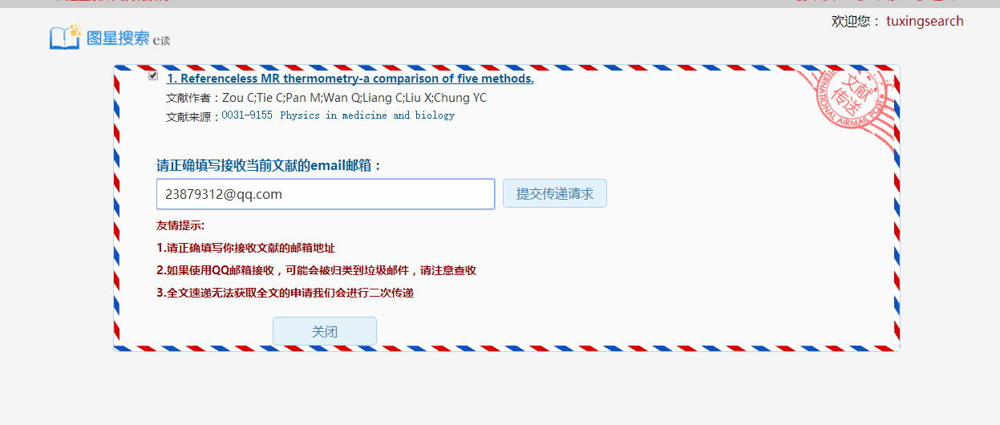 欢迎您： tuxingsearch
图星搜索 e读
1. Referenceless MR thermometry-a comparison of five methods.
文献作者：Zou C;Tie C;Pan M;Wan Q;Liang C;Liu X;Chung YC
文献来源：0031-9155 Physics in medicine and biology
文献
传送
INTERNATIONAL AIRMAIL POST
请正确填写接收当前文献的email邮箱：
23879312@qq.com
提交传递请求
友情提示:
1.请正确填写你接收文献的邮箱地址
2.如果使用QQ邮箱接收，可能会被归类到垃圾邮件，请注意查收
3.全文速递无法获取全文的申请我们会进行二次传递
关闭